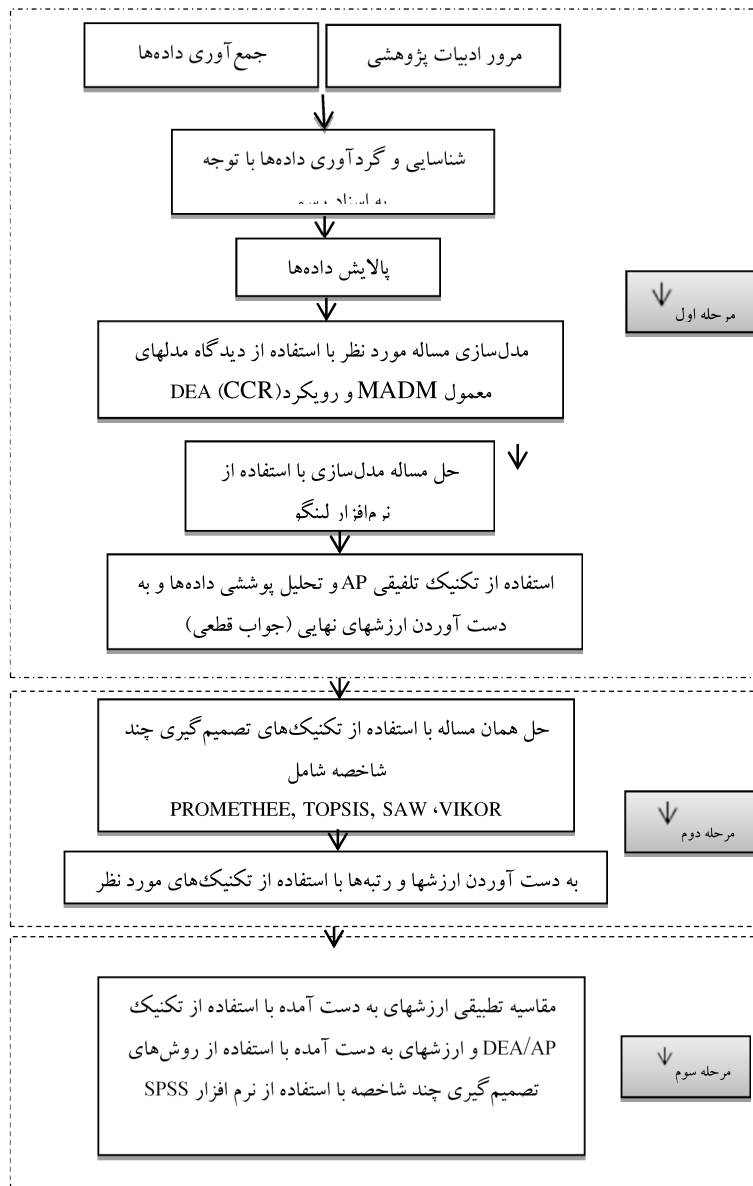 مرور ادبیات پژوهشی
جمع‌آوری داده‌ها
شناسایی و گردآوری داده‌ها با توجه
به اسناد رسمی
پالایش داده‌ها
مرحله اول
مدل‌سازی مساله مورد نظر با استفاده از دیدگاه مدلهای
معمول MADM و رویکرد(CCR) DEA
حل مساله مدل‌سازی با استفاده از
نرم‌افزار لینگو
استفاده از تکنیک تلفیقی AP و تحلیل پوششی داده‌ها و به
دست آوردن ارزشهای نهایی (جواب قطعی)
حل همان مساله با استفاده از تکنیک‌های تصمیم‌گیری چند
شاخصه شامل
PROMETHEE, TOPSIS, SAW ،VIKOR
مرحله دوم
به دست آوردن ارزشها و رتبه‌ها با استفاده از تکنیک‌های مورد نظر
مقاسیه تطبیقی ارزشهای به دست آمده با استفاده از تکنیک
DEA/AP و ارزشهای به دست آمده با استفاده از روش‌های
تصمیم‌گیری چند شاخصه با استفاده از نرم افزار SPSS
مرحله سوم